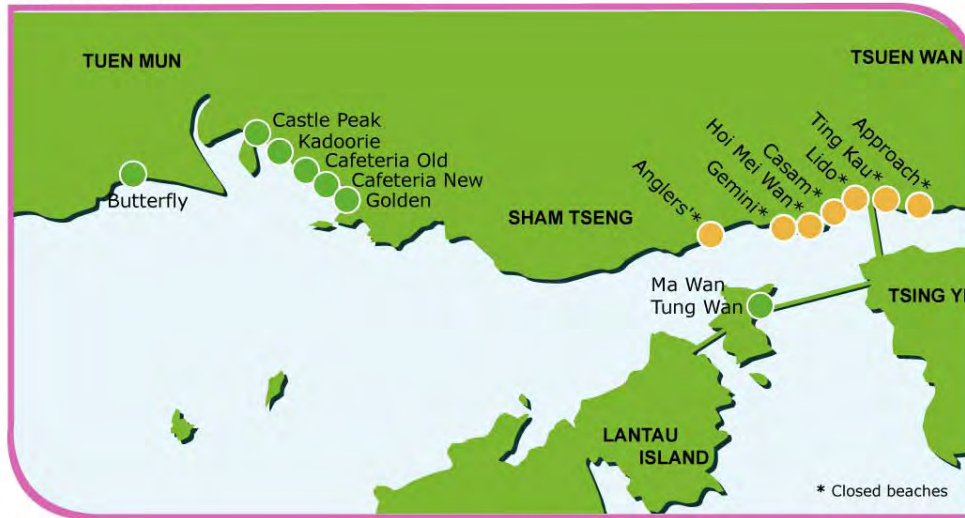 TUEN MUN
TSUEN WAN
Castle Peak
Kadoorie
Cafeteria Old
Cafeteria New
Golden
Butterfly
SHAM TSENG
Anglers'*
Gemini*
Hoi Mei Wan*
Casam*
Lido*
Ting Kau*
Approach*
Ma Wan
Tung Wan
LANTAU
ISLAND
* Closed beaches